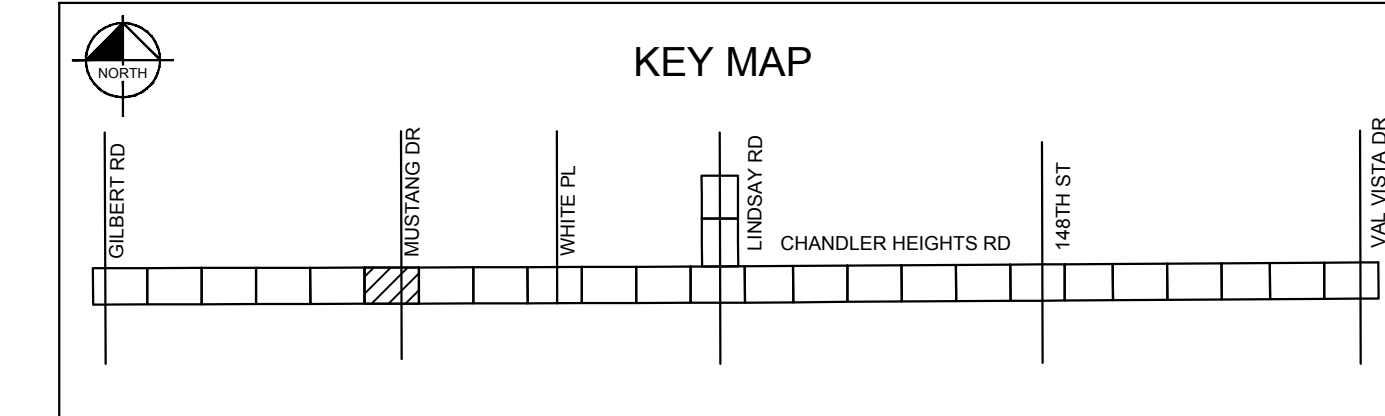 KEY MAP
NORTH
GILBERT RD
MUSTANG DR
WHITE PL
LINDSAY RD
CHANDLER HEIGHTS RD
148TH ST
VAL VISTA DR